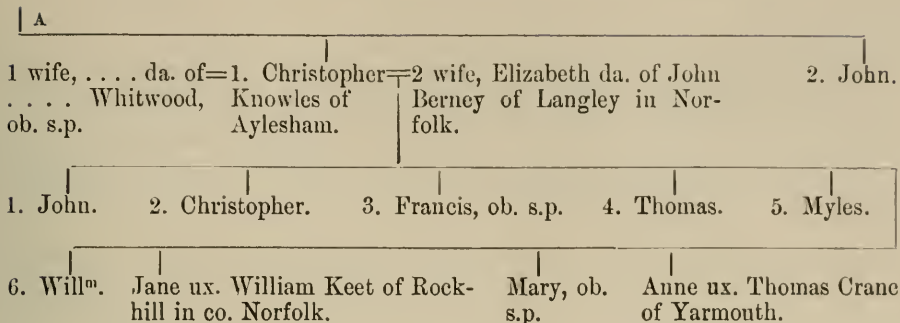 A
1 wife, . . . . da. of=1. Christopher=2 wife, Elizabeth da. of John 2. John.
. . . . Whitwood, Knowles of Berney of Langley in Nor-
ob. s.p. Aylesham. folk.
1. John. 2. Christopher. 3. Francis, ob. s.p. 4. Thomas. 5. Myles.
6. Willᵐ. Jane ux. William Keet of Rock- Mary, ob. Anne ux. Thomas Crane
hill in co. Norfolk. s.p. of Yarmouth.